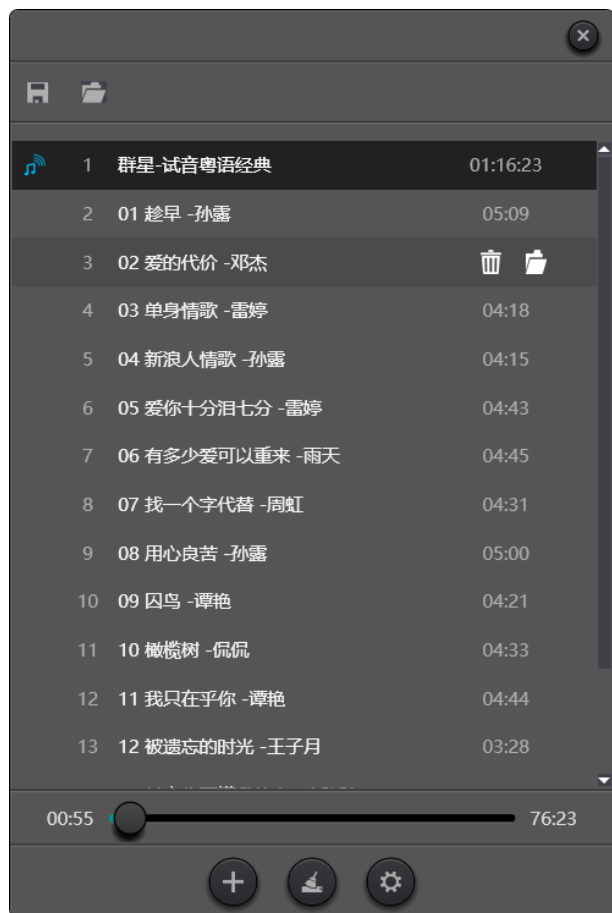 1 群星-试音粤语经典 01:16:23
2 01 趁早 -孙露 05:09
3 02 爱的代价 -邓杰
4 03 单身情歌 -雷婷 04:18
5 04 新浪人情歌 -孙露 04:15
6 05 爱你十分泪七分 -雷婷 04:43
7 06 有多少爱可以重来 -雨天 04:45
8 07 找一个字代替 -周虹 04:31
9 08 用心良苦 -孙露 05:00
10 09 囚鸟 -谭艳 04:21
11 10 橄榄树 -侃侃 04:33
12 11 我只在乎你 -谭艳 04:44
13 12 被遗忘的时光 -王子月 03:28
00:55 76:23